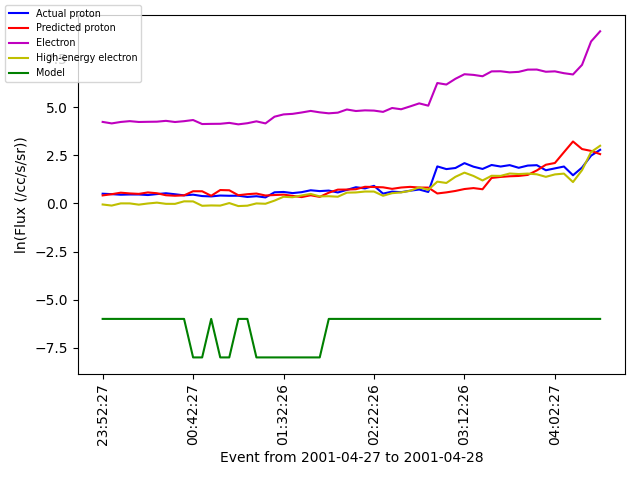 Actual proton
Predicted proton
Electron
High-energy electron
Model
ln(Flux (/cc/s/sr))
5.0
2.5
0.0
−2.5
−5.0
−7.5
23:52:27
00:42:27
01:32:26
02:22:26
03:12:26
04:02:27
Event from 2001-04-27 to 2001-04-28